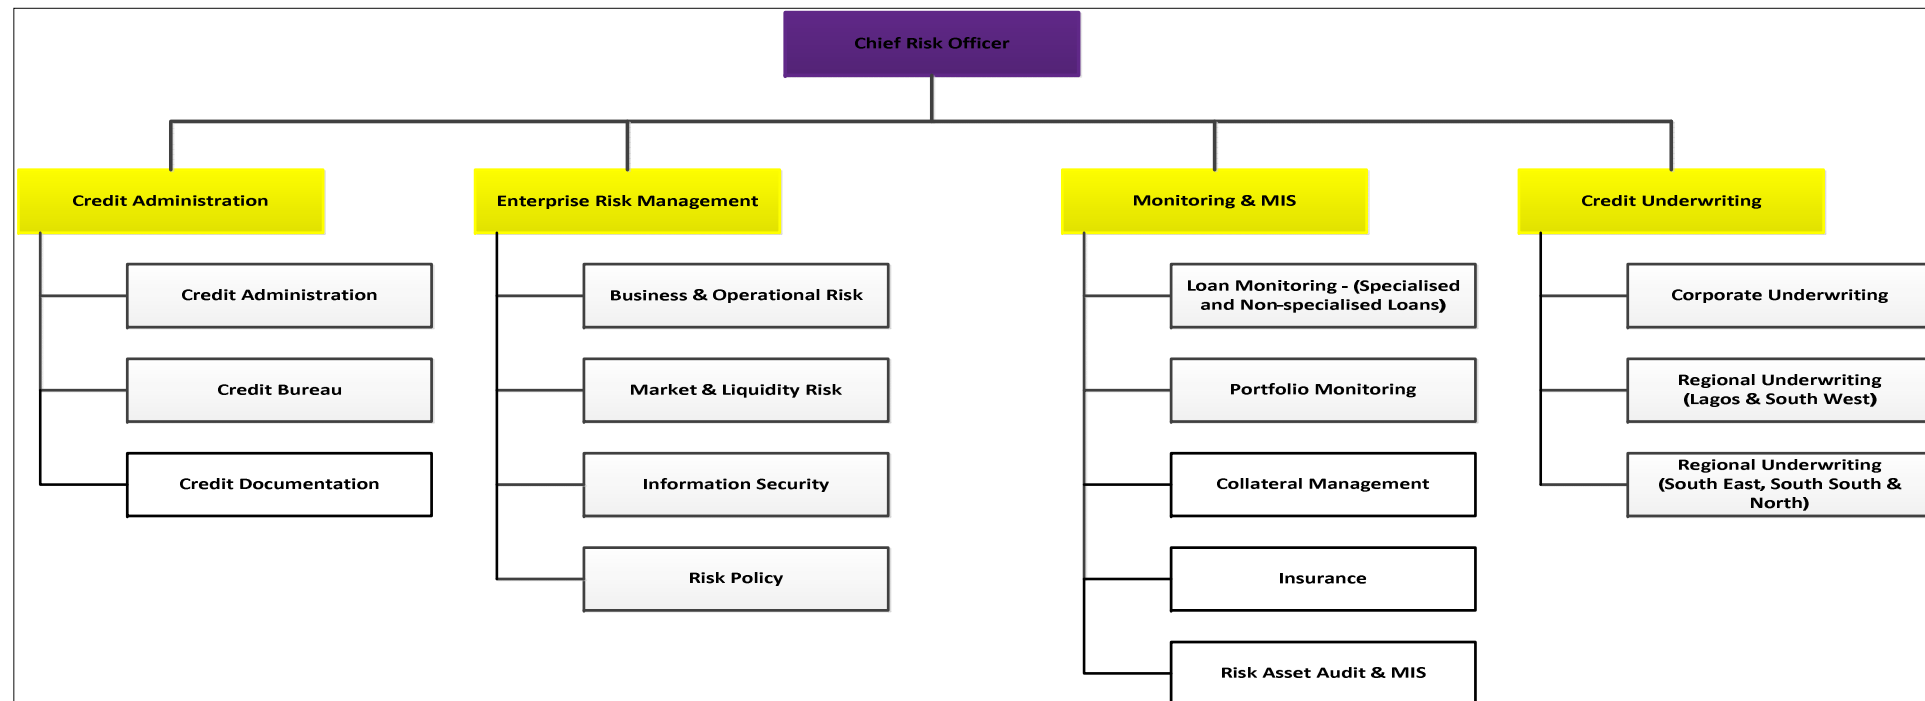 Chief Risk Officer
Credit Administration
Enterprise Risk Management
Monitoring & MIS
Credit Underwriting
Credit Administration
Credit Bureau
Credit Documentation
Business & Operational Risk
Market & Liquidity Risk
Information Security
Risk Policy
Loan Monitoring - (Specialised
and Non-specialised Loans)
Portfolio Monitoring
Collateral Management
Insurance
Risk Asset Audit & MIS
Corporate Underwriting
Regional Underwriting
(Lagos & South West)
Regional Underwriting
(South East, South South &
North)